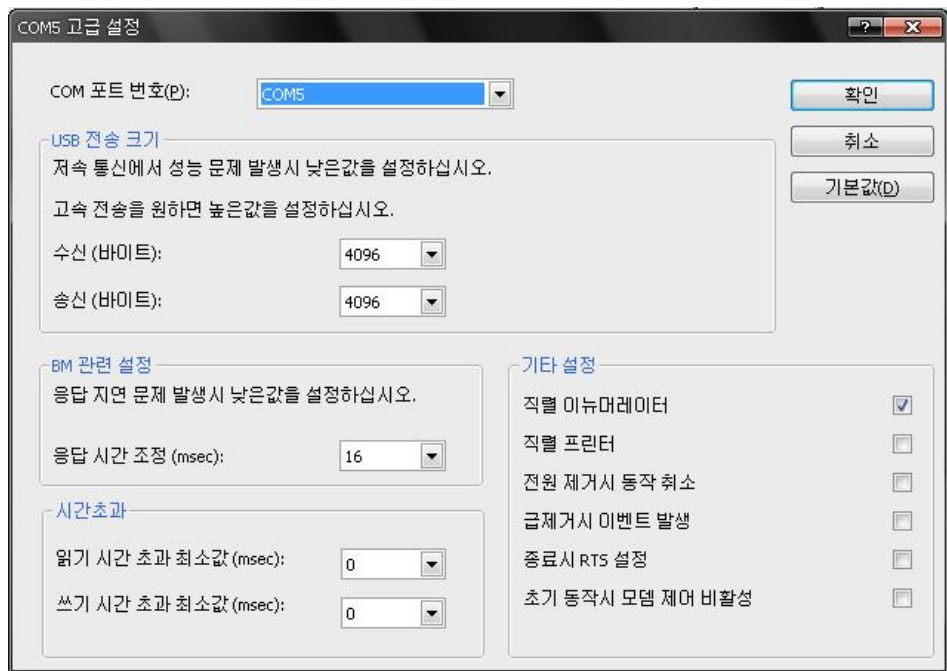 COM5 고급 설정
COM 포트 번호(P):
COM5
확인
취소
기본값(D)
USB 전송 크기
저속 통신에서 성능 문제 발생시 낮은값을 설정하십시오.
고속 전송을 원하면 높은값을 설정하십시오.
수신 (바이트):
4096
송신 (바이트):
4096
BM 관련 설정
응답 지연 문제 발생시 낮은값을 설정하십시오.
응답 시간 조정 (msec):
16
시간초과
읽기 시간 초과 최소값 (msec):
0
쓰기 시간 초과 최소값 (msec):
0
기타 설정
직렬 이뉴머레이터
직렬 프린터
전원 제거시 동작 취소
급제거시 이벤트 발생
종료시 RTS 설정
초기 동작시 모뎀 제어 비활성